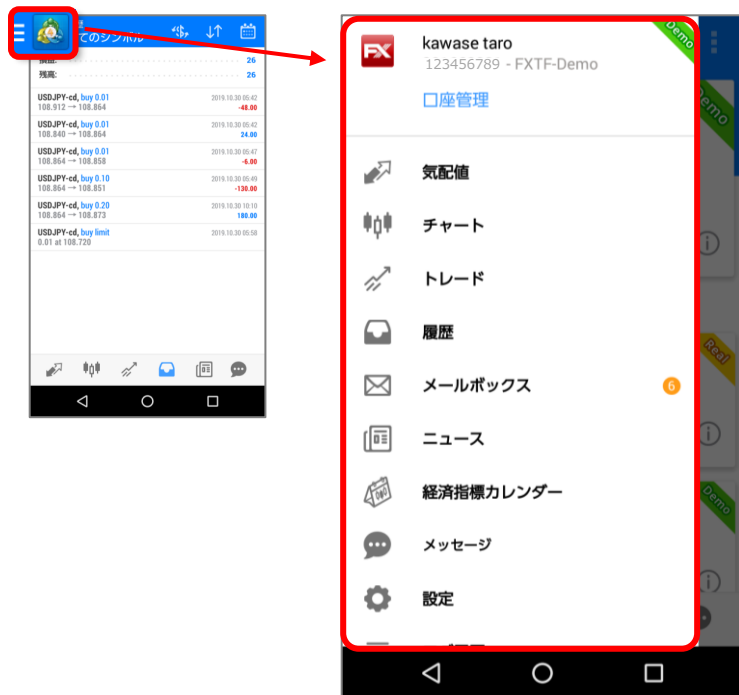 てのシンボル
損益: 26
残高: 26
USDJPY-cd, buy 0.01 2019.10.30 05:42
108.912 → 108.864 -48.00
USDJPY-cd, buy 0.01 2019.10.30 05:42
108.840 → 108.864 24.00
USDJPY-cd, buy 0.01 2019.10.30 05:47
108.864 → 108.858 -6.00
USDJPY-cd, buy 0.10 2019.10.30 05:49
108.864 → 108.851 -130.00
USDJPY-cd, buy 0.20 2019.10.30 10:10
108.864 → 108.873 180.00
USDJPY-cd, buy limit 2019.10.30 05:58
0.01 at 108.720
FX
kawase taro
Demo
123456789 - FXTF-Demo
口座管理
気配値
チャート
トレード
履歴
メールボックス 6
ニュース
経済指標カレンダー
メッセージ
設定
Demo
Real
Demo